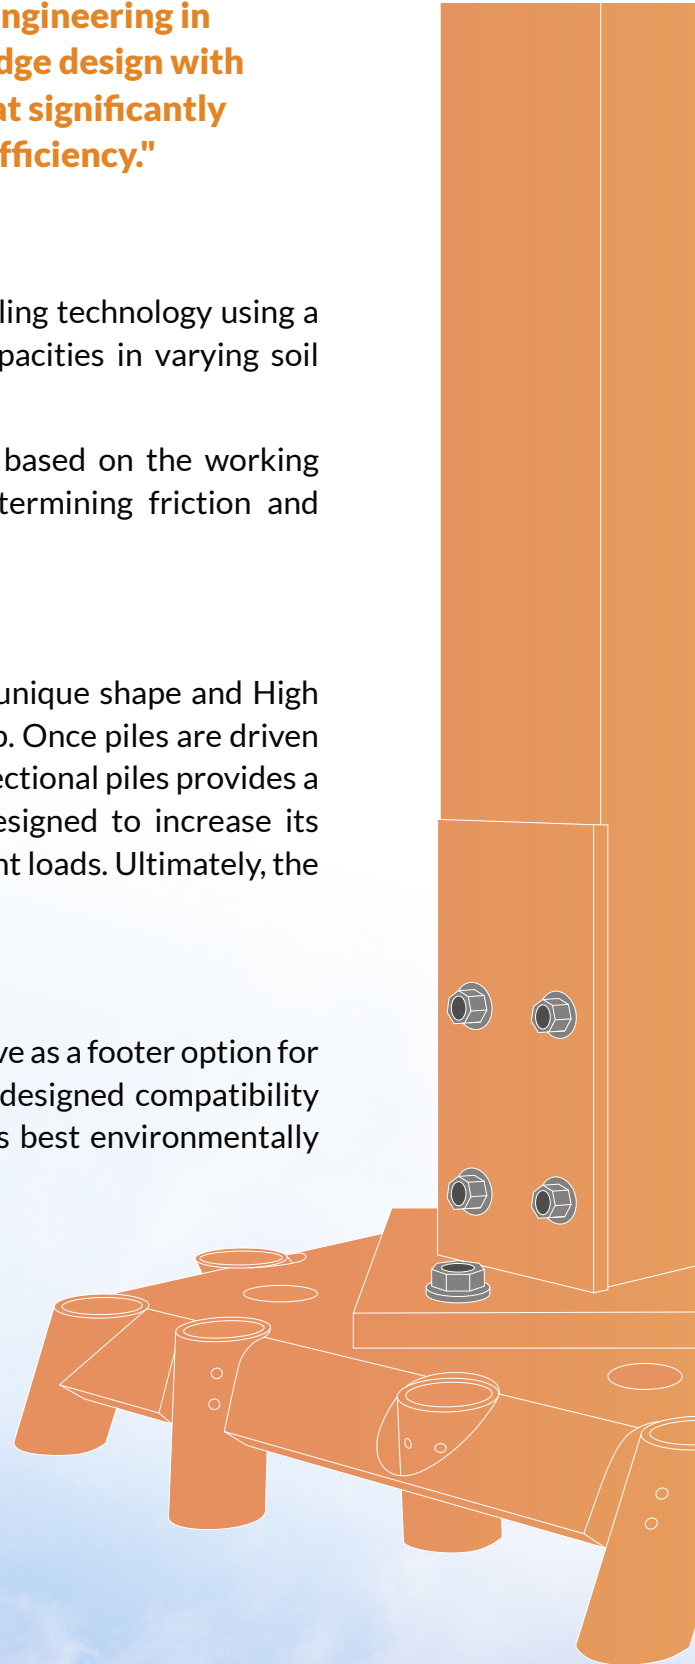 ngineering in
dge design with
at significantly
fficiency."
ling technology using a
pacities in varying soil
based on the working
termining friction and
unique shape and High
p. Once piles are driven
ectional piles provides a
esigned to increase its
nt loads. Ultimately, the
ve as a footer option for
designed compatibility
s best environmentally